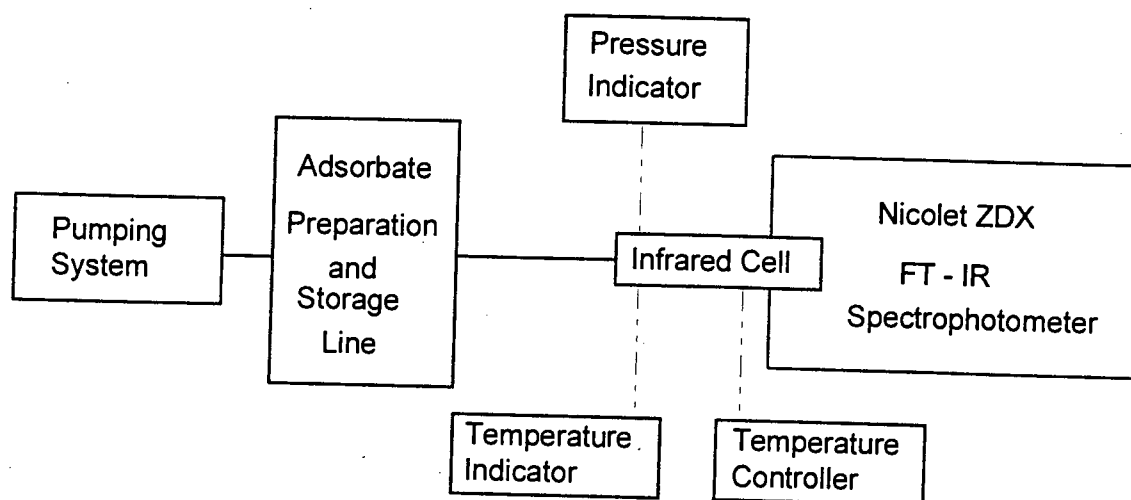 Pressure
Indicator
Adsorbate
Preparation
and
Storage
Line
Pumping
System
Infrared Cell
Nicolet ZDX
FT - IR
Spectrophotometer
Temperature
Indicator
Temperature
Controller